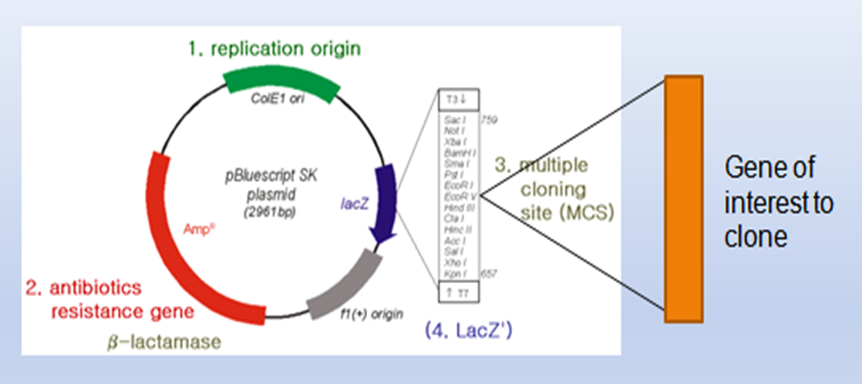 1. replication origin
ColE1 ori
pBluescript SK
plasmid
(2961bp)
lacZ
Amp^R
2. antibiotics
resistance gene
β-lactamase
f1(+) origin
T3↓
Sac I 759
Not I
Xba I
BamH I
Sma I
Pst I
EcoR I
EcoR V
Hind III
Cla I
Hinc II
Acc I
Sal I
Xho I
Kpn I 657
↑ T7
(4. LacZ')
3. multiple
cloning
site (MCS)
Gene of
interest to
clone